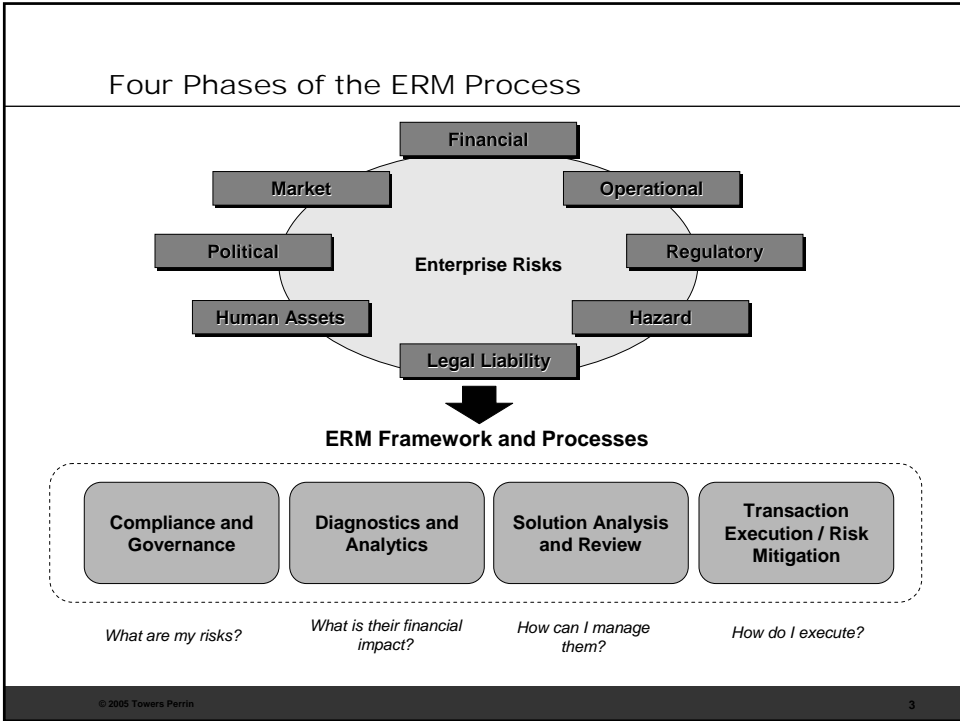 Four Phases of the ERM Process
Financial
Market
Operational
Political
Enterprise Risks
Regulatory
Human Assets
Hazard
Legal Liability
ERM Framework and Processes
Compliance and
Governance
Diagnostics and
Analytics
Solution Analysis
and Review
Transaction
Execution / Risk
Mitigation
What are my risks?
What is their financial
impact?
How can I manage
them?
How do I execute?
© 2005 Towers Perrin
3